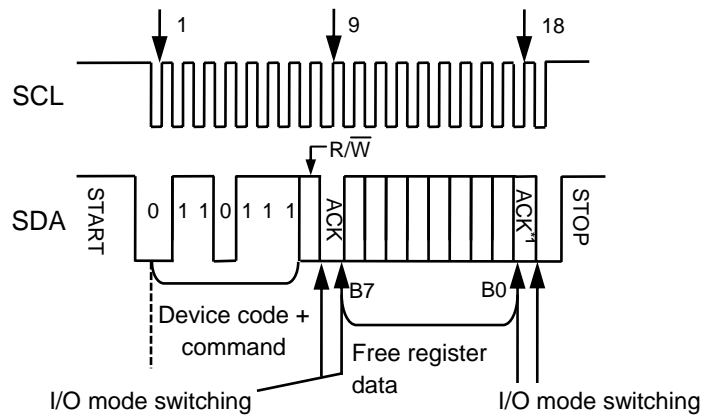 1 9 18
SCL
R/W̅
SDA
START 0 1 1 0 1 1 1 ACK ACK*1 STOP
B7 B0
Device code +
command
Free register
data
I/O mode switching I/O mode switching